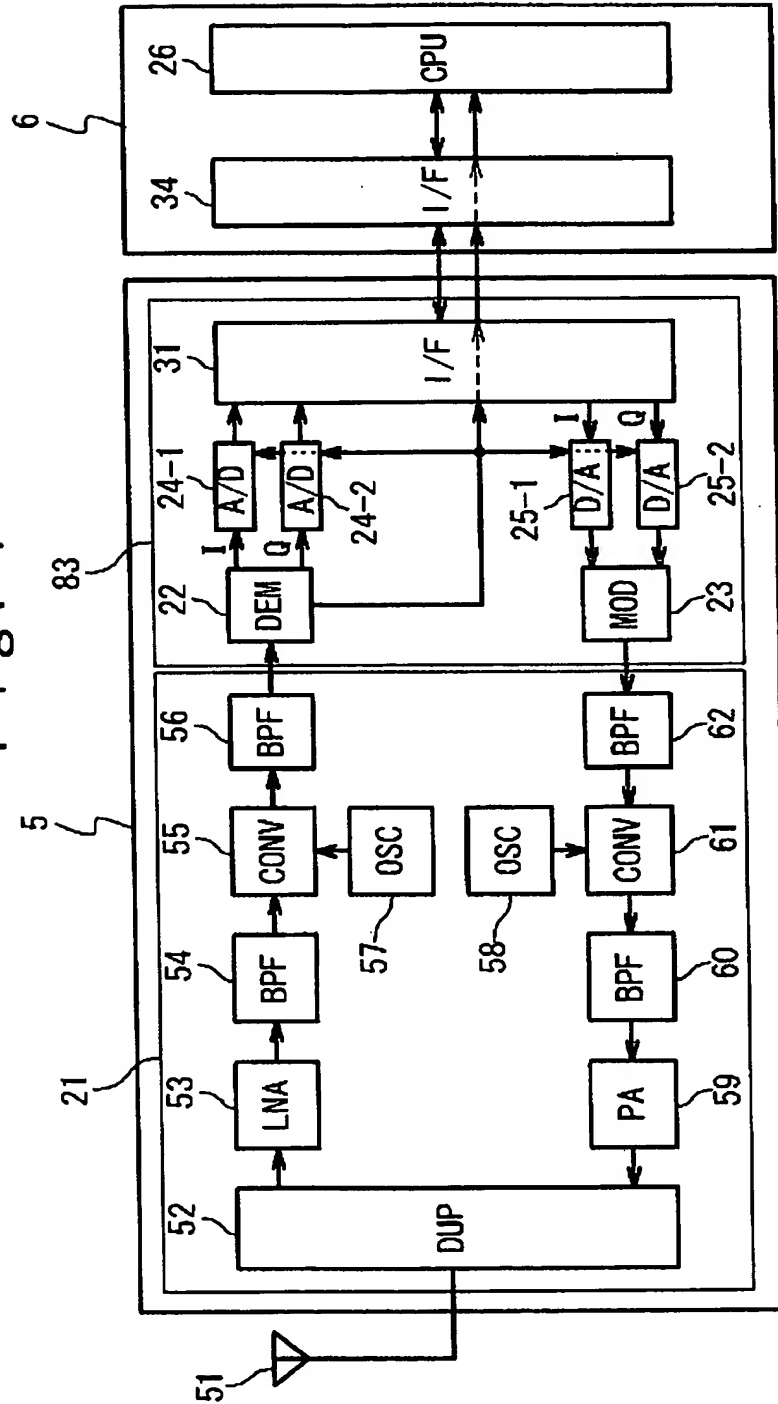 5
6
21
83
52
53
54
55
56
22
24-1
31
34
26
LNA
BPF
CONV
BPF
DEM
I
Q
A/D
A/D
24-2
57
OSC
51
DUP
I/F
I/F
CPU
58
OSC
25-1
I
Q
D/A
D/A
25-2
PA
BPF
CONV
BPF
MOD
59
60
61
62
23